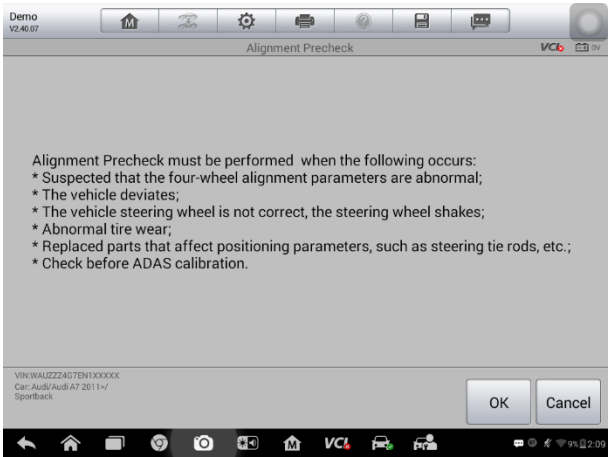 Demo
V2.40.07
M
?
Alignment Precheck
VCI
0V
Alignment Precheck must be performed  when the following occurs:
* Suspected that the four-wheel alignment parameters are abnormal;
* The vehicle deviates;
* The vehicle steering wheel is not correct, the steering wheel shakes;
* Abnormal tire wear;
* Replaced parts that affect positioning parameters, such as steering tie rods, etc.;
* Check before ADAS calibration.
VIN:WAUZZZ4G7EN1XXXXX
Car: Audi/Audi A7 2011>/
Sportback
OK
Cancel
M
VCI
9%
2:09